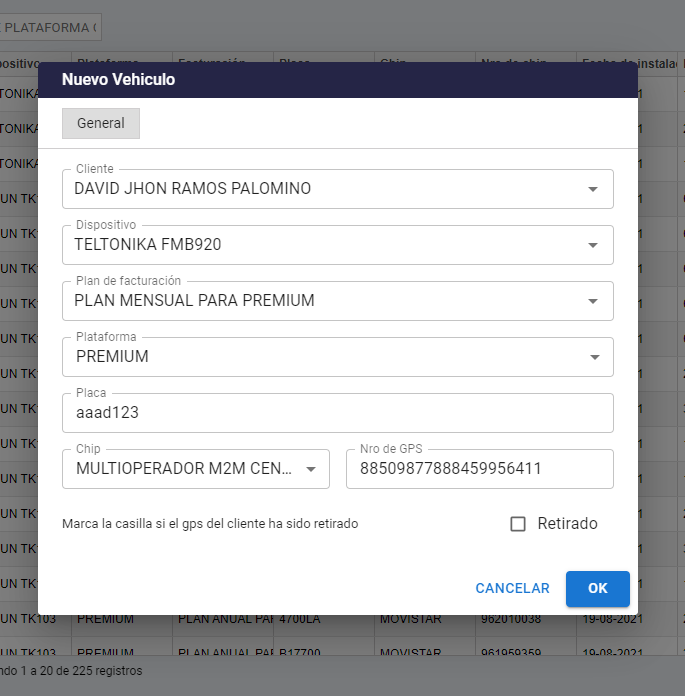 PLATAFORMA
Nuevo Vehiculo
General
Cliente
DAVID JHON RAMOS PALOMINO
Dispositivo
TELTONIKA FMB920
Plan de facturación
PLAN MENSUAL PARA PREMIUM
Plataforma
PREMIUM
Placa
aaad123
Chip
Nro de GPS
MULTIOPERADOR M2M CEN...
88509877888459956411
Marca la casilla si el gps del cliente ha sido retirado
Retirado
CANCELAR
OK
UN TK103 PREMIUM PLAN ANUAL PAR 4700LA MOVISTAR 962010038 19-08-2021
UN TK103 PREMIUM PLAN ANUAL PAR B17700 MOVISTAR 961959359 19-08-2021
ndo 1 a 20 de 225 registros